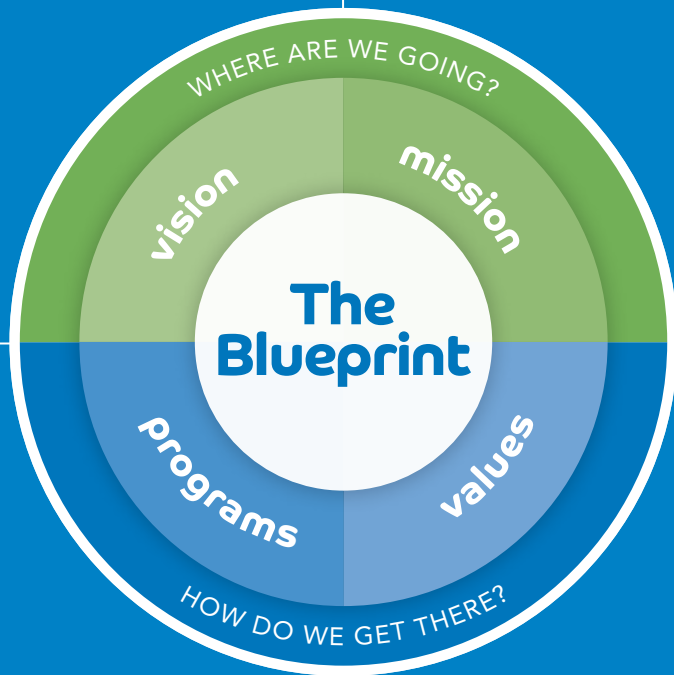 WHERE ARE WE GOING?
vision
mission
The
Blueprint
programs
values
HOW DO WE GET THERE?